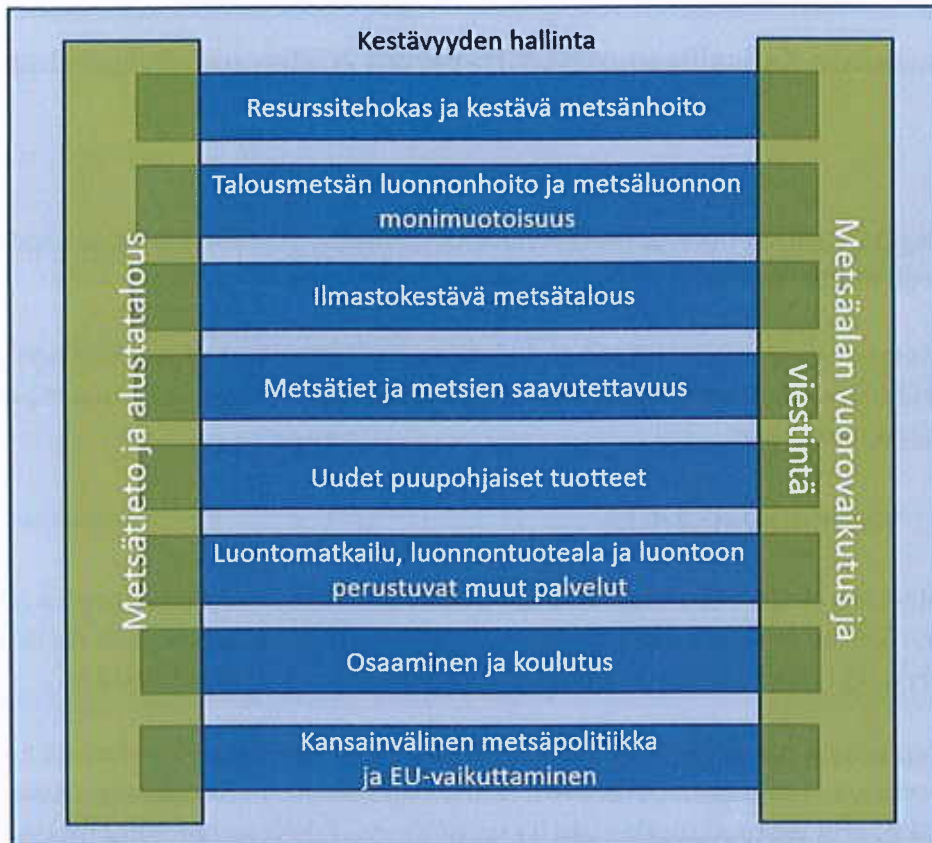 Kestävyyden hallinta
Resurssitehokas ja kestävä metsänhoito
Talousmetsän luonnonhoito ja metsäluonnon
monimuotoisuus
Ilmastokestävä metsätalous
Metsätiet ja metsien saavutettavuus
Uudet puupohjaiset tuotteet
Luontomatkailu, luonnontuoteala ja luontoon
perustuvat muut palvelut
Osaaminen ja koulutus
Kansainvälinen metsäpolitiikka
ja EU-vaikuttaminen
Metsätieto ja alustatalous
Metsäalan vuorovaikutus ja
viestintä